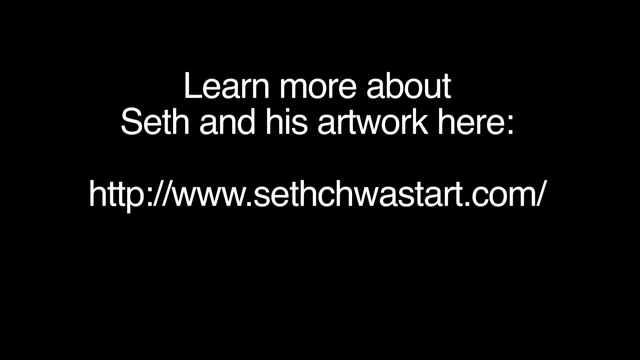 Learn more about
Seth and his artwork here:
http://www.sethchwastart.com/